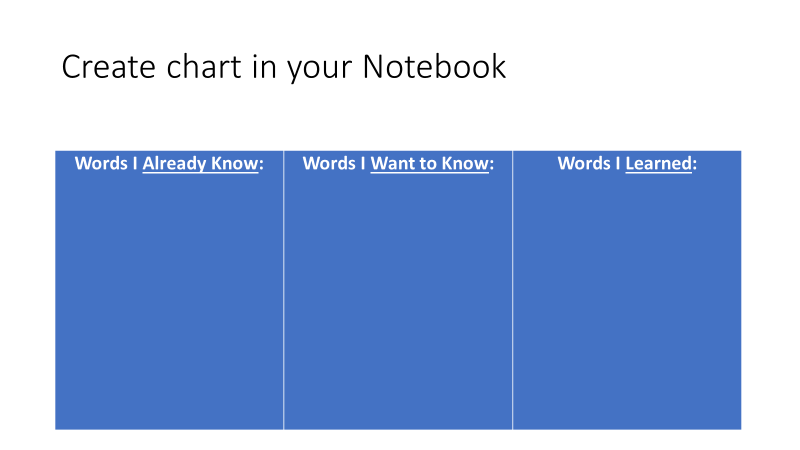 Create chart in your Notebook
Words I Already Know:
Words I Want to Know:
Words I Learned: